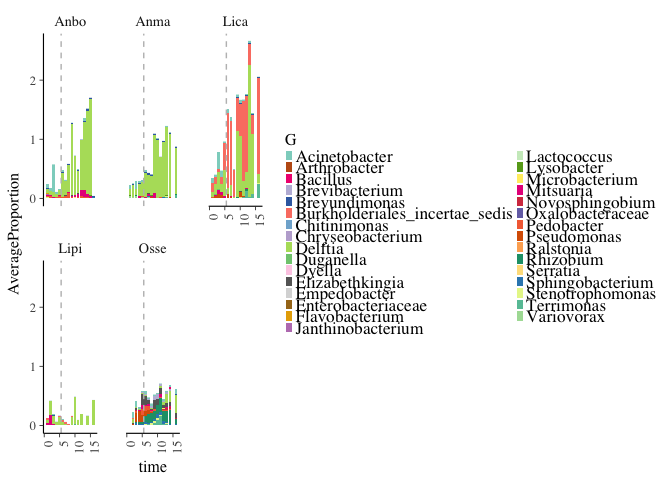 Anbo Anma Lica
2
1
0
0 5 10 15
Lipi Osse
2
1
0
0 5 10 15 0 5 10 15
AverageProportion
time
G
Acinetobacter Lactococcus
Arthrobacter Lysobacter
Bacillus Microbacterium
Brevibacterium Mitsuaria
Brevundimonas Novosphingobium
Burkholderiales_incertae_sedis Oxalobacteraceae
Chitinimonas Pedobacter
Chryseobacterium Pseudomonas
Delftia Ralstonia
Duganella Rhizobium
Dyella Serratia
Elizabethkingia Sphingobacterium
Empedobacter Stenotrophomonas
Enterobacteriaceae Terrimonas
Flavobacterium Variovorax
Janthinobacterium